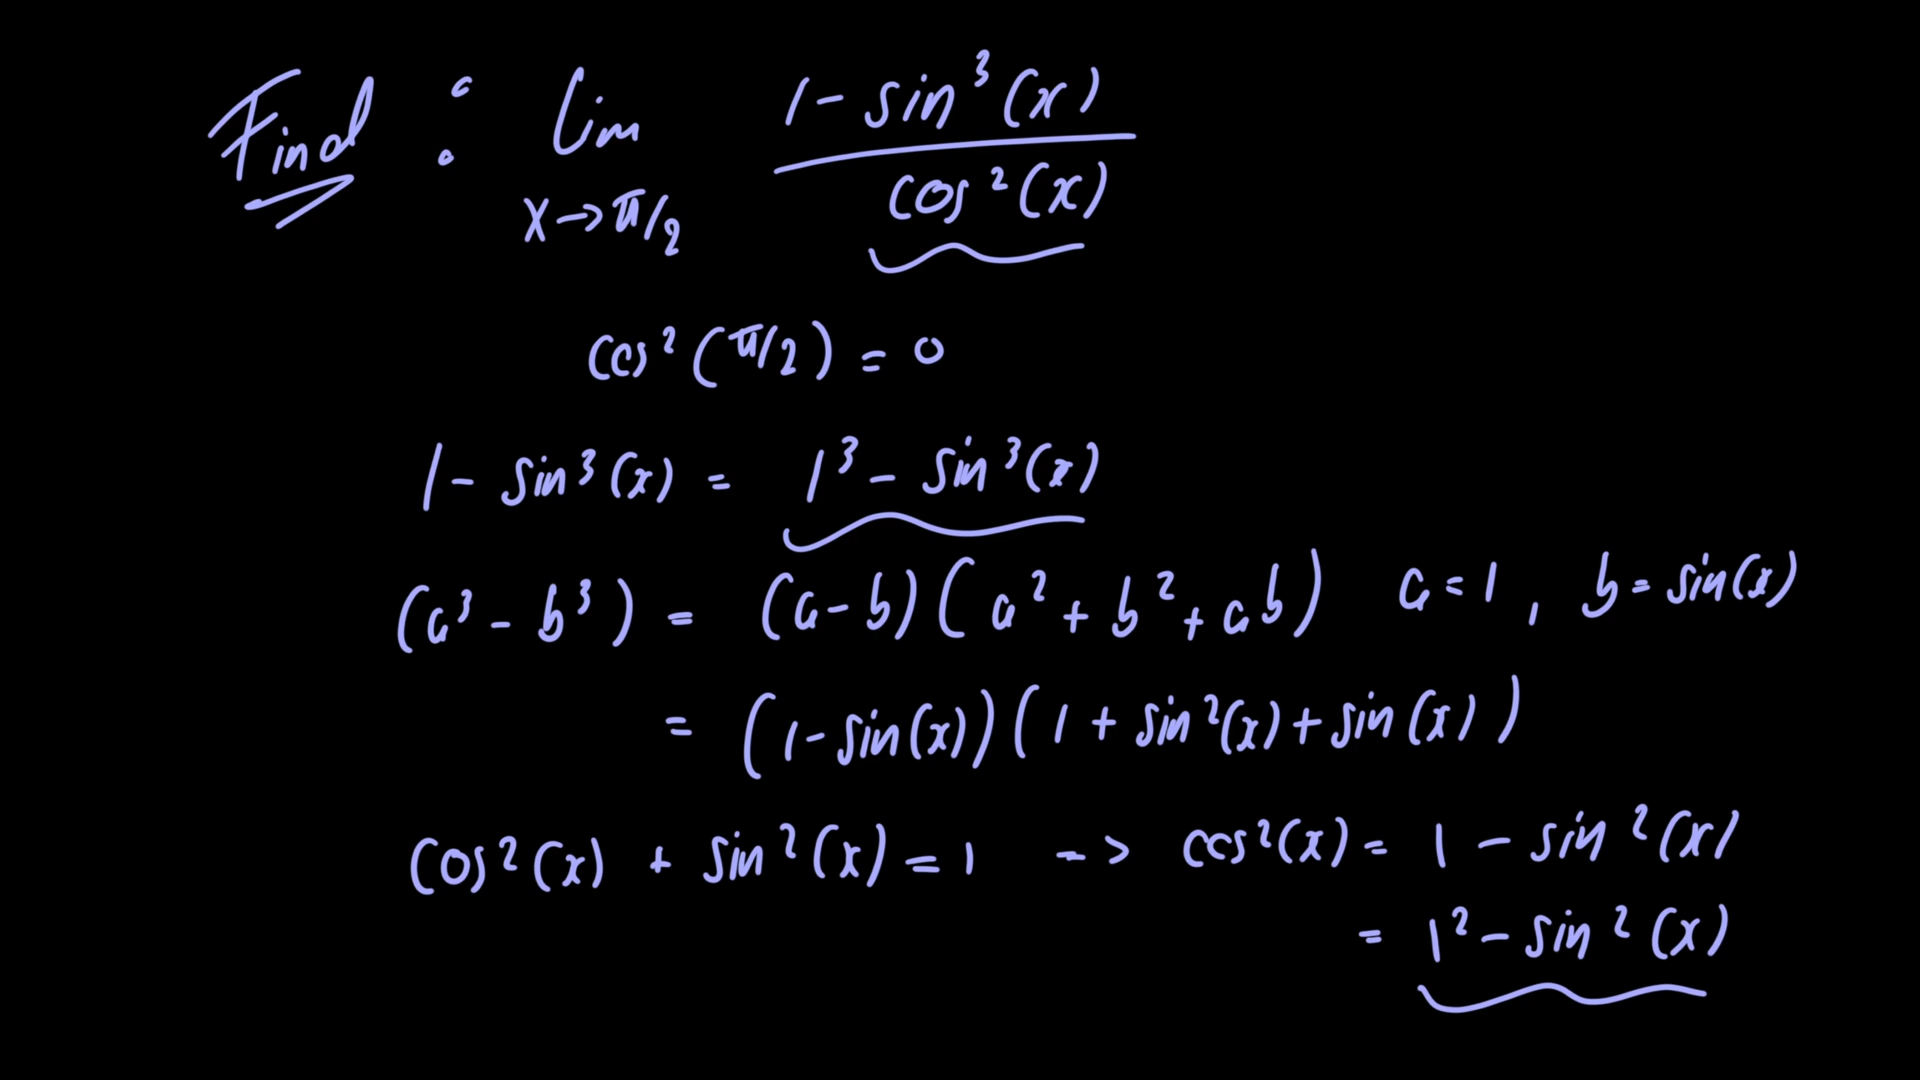 Find : lim x→π/2 1 - sin³(x) / cos²(x)
cos²(π/2) = 0
1 - sin³(x) = 1³ - sin³(x)
(a³ - b³) = (a-b)(a² + b² + ab) a = 1, b = sin(x)
= (1 - sin(x))(1 + sin²(x) + sin(x))
cos²(x) + sin²(x) = 1 -> cos²(x) = 1 - sin²(x)
= 1² - sin²(x)